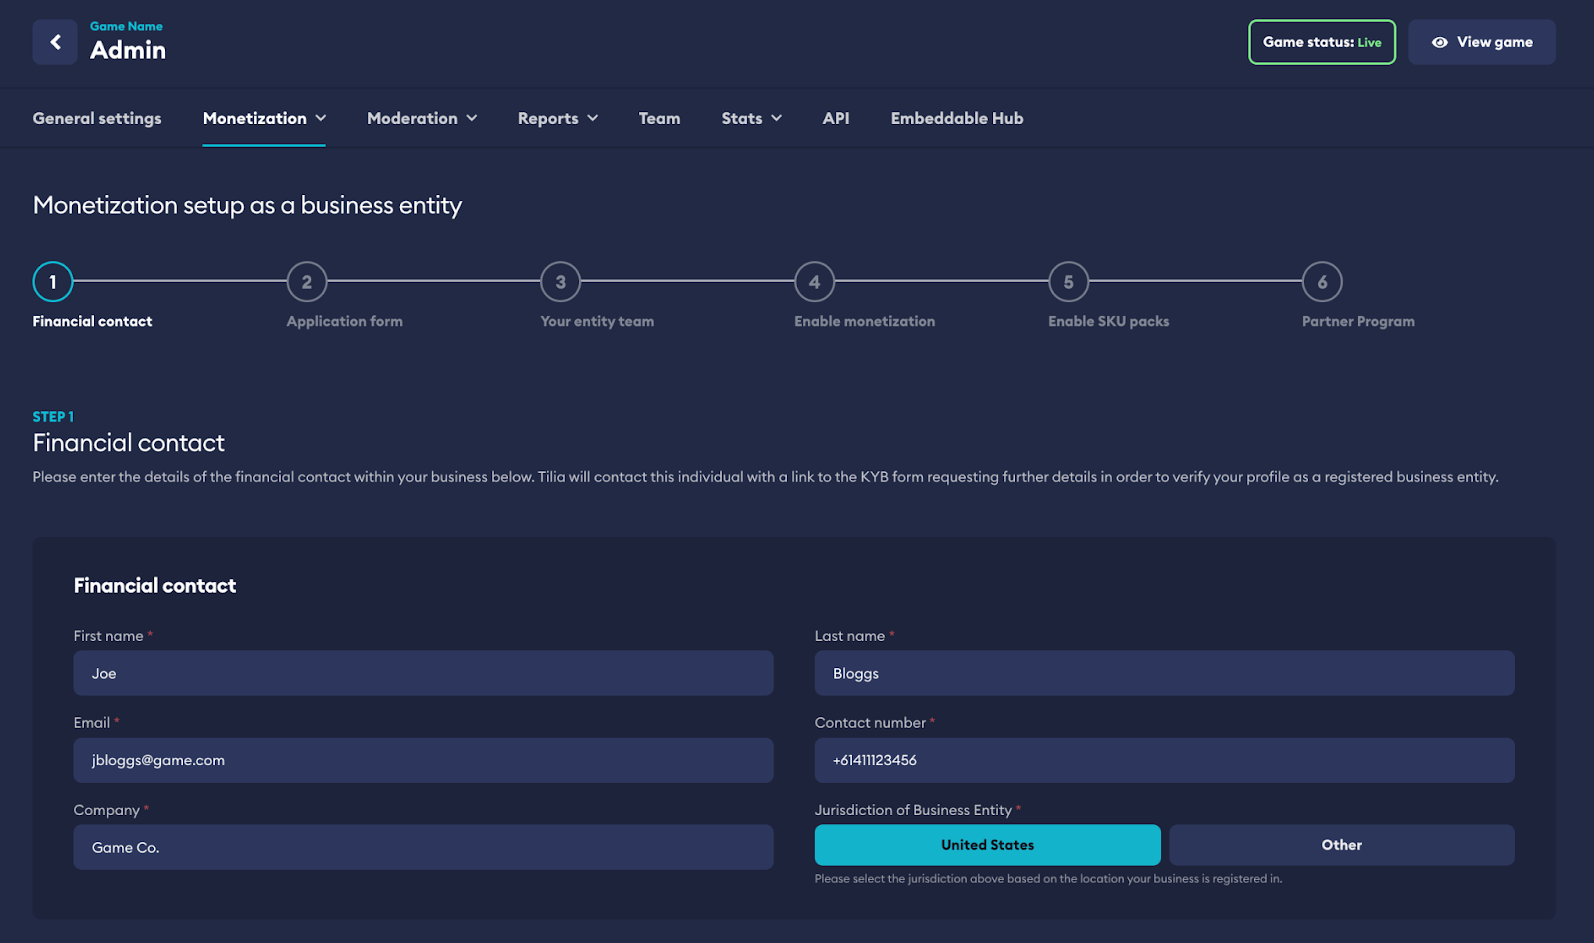 Game Name
Admin
Game status: Live
View game
General settings
Monetization
Moderation
Reports
Team
Stats
API
Embeddable Hub
Monetization setup as a business entity
1
2
3
4
5
6
Financial contact
Application form
Your entity team
Enable monetization
Enable SKU packs
Partner Program
STEP 1
Financial contact
Please enter the details of the financial contact within your business below. Tilia will contact this individual with a link to the KYB form requesting further details in order to verify your profile as a registered business entity.
Financial contact
First name *
Last name *
Joe
Bloggs
Email *
Contact number *
jbloggs@game.com
+61411123456
Company *
Jurisdiction of Business Entity *
Game Co.
United States
Other
Please select the jurisdiction above based on the location your business is registered in.